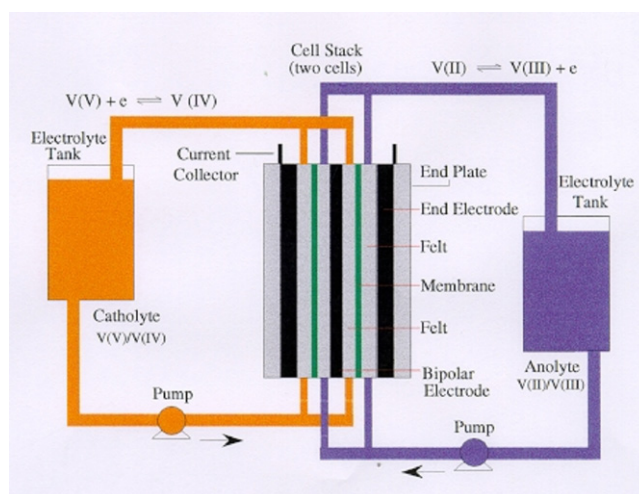 Cell Stack
(two cells)
V(II) ⇌ V(III) + e
V(V) + e ⇌ V (IV)
Electrolyte
Tank
Current
Collector
End Plate
Electrolyte
Tank
End Electrode
Felt
Membrane
Catholyte
V(V)/V(IV)
Felt
Bipolar
Electrode
Anolyte
V(II)/V(III)
Pump
Pump